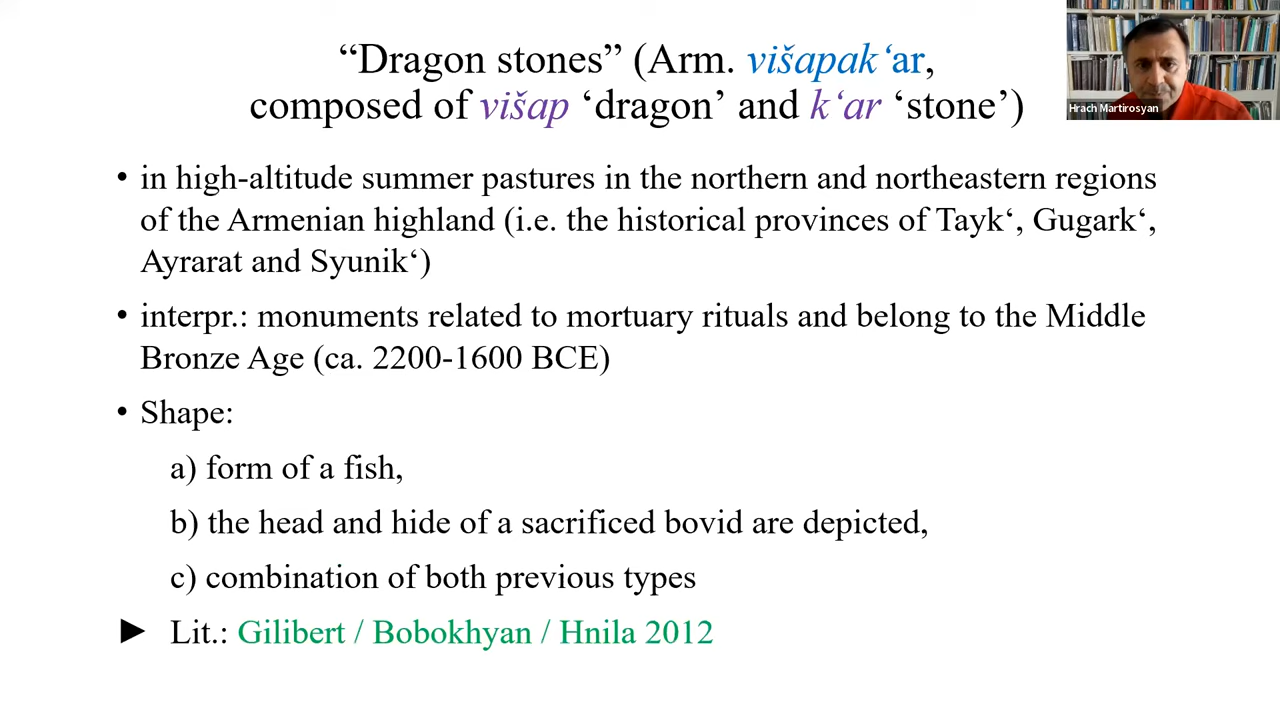 “Dragon stones” (Arm. višapak‘ar,
composed of višap ‘dragon’ and k‘ar ‘stone’)
Hrach Martirosyan
• in high-altitude summer pastures in the northern and northeastern regions
of the Armenian highland (i.e. the historical provinces of Tayk‘, Gugark‘,
Ayrarat and Syunik‘)
• interpr.: monuments related to mortuary rituals and belong to the Middle
Bronze Age (ca. 2200-1600 BCE)
• Shape:
a) form of a fish,
b) the head and hide of a sacrificed bovid are depicted,
c) combination of both previous types
► Lit.: Gilibert / Bobokhyan / Hnila 2012